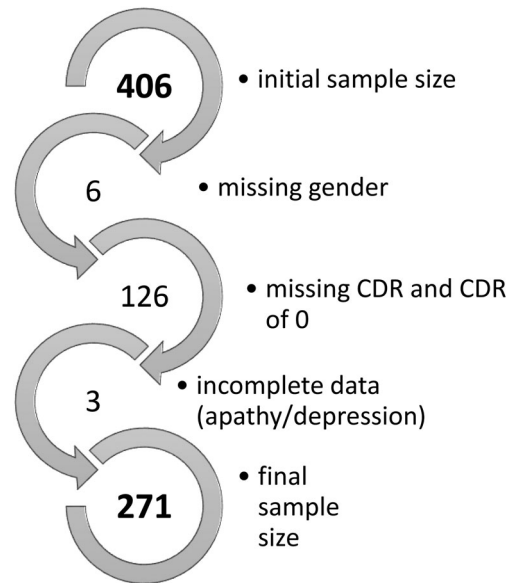 406
• initial sample size
6
• missing gender
126
• missing CDR and CDR
of 0
3
• incomplete data
(apathy/depression)
271
• final
sample
size